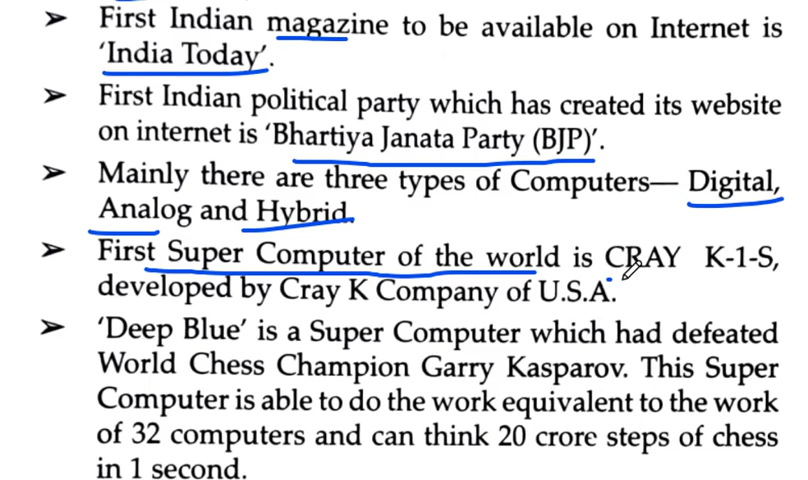 ➢ First Indian magazine to be available on Internet is
'India Today'.
➢ First Indian political party which has created its website
on internet is 'Bhartiya Janata Party (BJP)'.
➢ Mainly there are three types of Computers— Digital,
Analog and Hybrid.
➢ First Super Computer of the world is CRAY K-1-S,
developed by Cray K Company of U.S.A.
➢ 'Deep Blue' is a Super Computer which had defeated
World Chess Champion Garry Kasparov. This Super
Computer is able to do the work equivalent to the work
of 32 computers and can think 20 crore steps of chess
in 1 second.